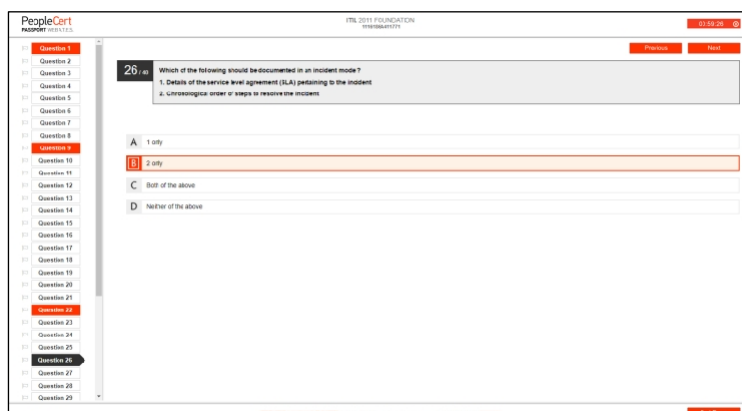 PeopleCert
PASSPORT WEBATES
ITIL 2011 FOUNDATION
03:59:26
Previous
Next
Question 1
Question 2
Question 3
Question 4
Question 5
Question 6
Question 7
Question 8
Question 9
Question 10
Question 11
Question 12
Question 13
Question 14
Question 15
Question 16
Question 17
Question 18
Question 19
Question 20
Question 21
Question 22
Question 23
Question 24
Question 25
Question 26
Question 27
Question 28
Question 29
26 / 40
Which of the following should be documented in an incident model?
1. Details of the service level agreement (SLA) pertaining to the incident
2. Chronological order of steps to resolve the incident
A 1 only
B 2 only
C Both of the above
D Neither of the above